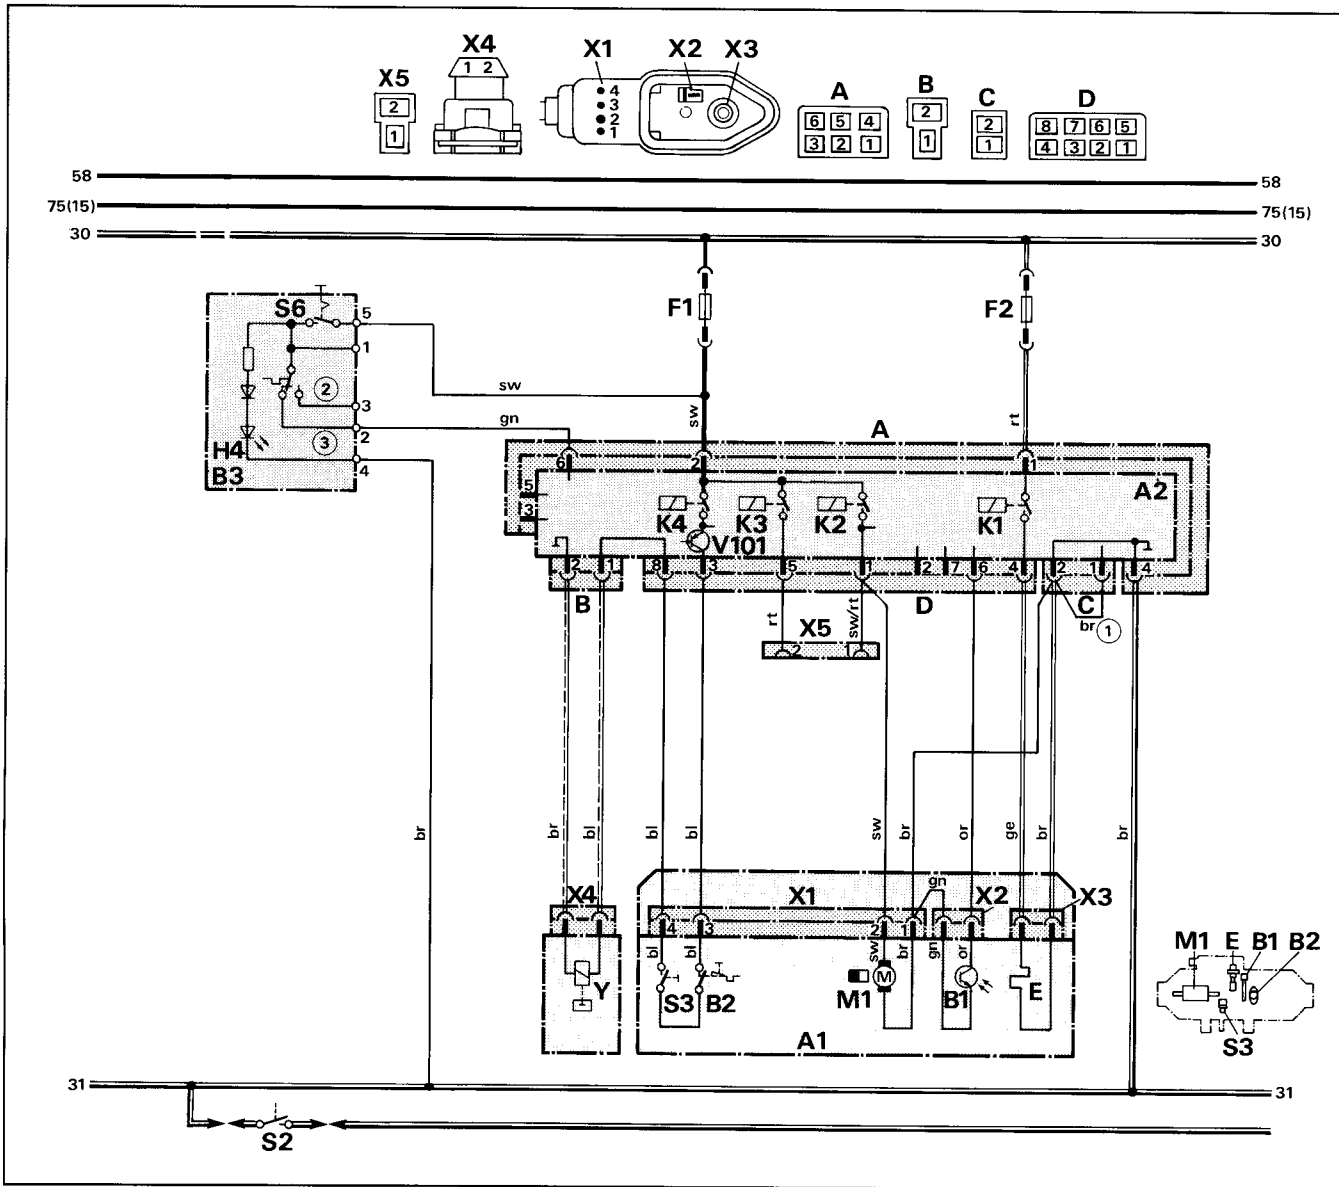 X4
X1
X2
X3
X5
1 2
4
3
2
1
A
B
C
D
2
1
6 5 4
3 2 1
2
1
2
1
8 7 6 5
4 3 2 1
58
58
75(15)
75(15)
30
30
S6
5
1
F1
F2
2
3
sw
sw
rt
gn
3
2
H4
B3
4
A
6
2
1
5
3
A2
K4
K3
K2
K1
V101
2
1
8
3
5
1
2
7
6
4
2
1
4
B
D
C
rt
sw/rt
br
1
X5
2
1
br
br
bl
bl
bl
sw
br
or
ge
br
br
X4
X1
gn
X2
X3
4
3
2
1
bl
bl
sw
br
gn
or
Y
S3
B2
M
M1
B1
E
A1
M1
E
B1
B2
S3
31
31
S2